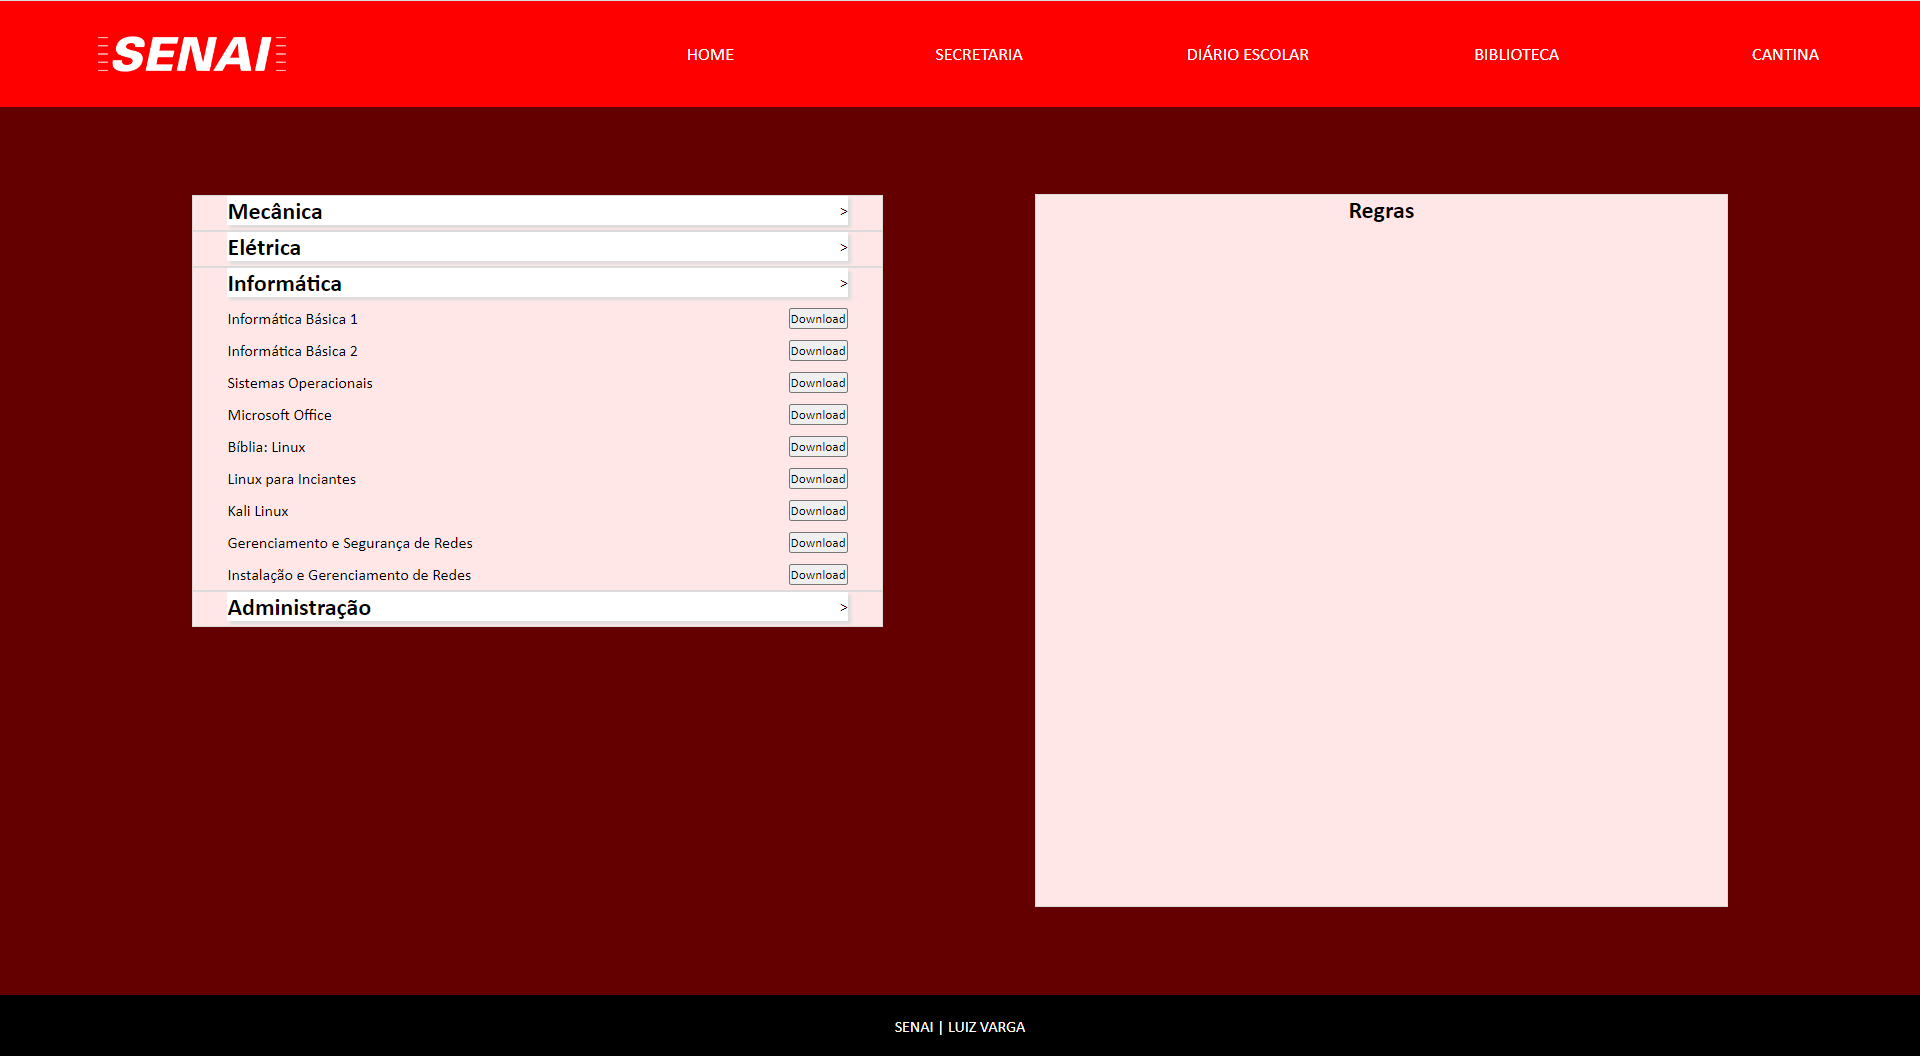 SENAI
HOME SECRETARIA DIÁRIO ESCOLAR BIBLIOTECA CANTINA
Mecânica >
Elétrica >
Informática >
Informática Básica 1 Download
Informática Básica 2 Download
Sistemas Operacionais Download
Microsoft Office Download
Bíblia: Linux Download
Linux para Inciantes Download
Kali Linux Download
Gerenciamento e Segurança de Redes Download
Instalação e Gerenciamento de Redes Download
Administração >
Regras
SENAI | LUIZ VARGA